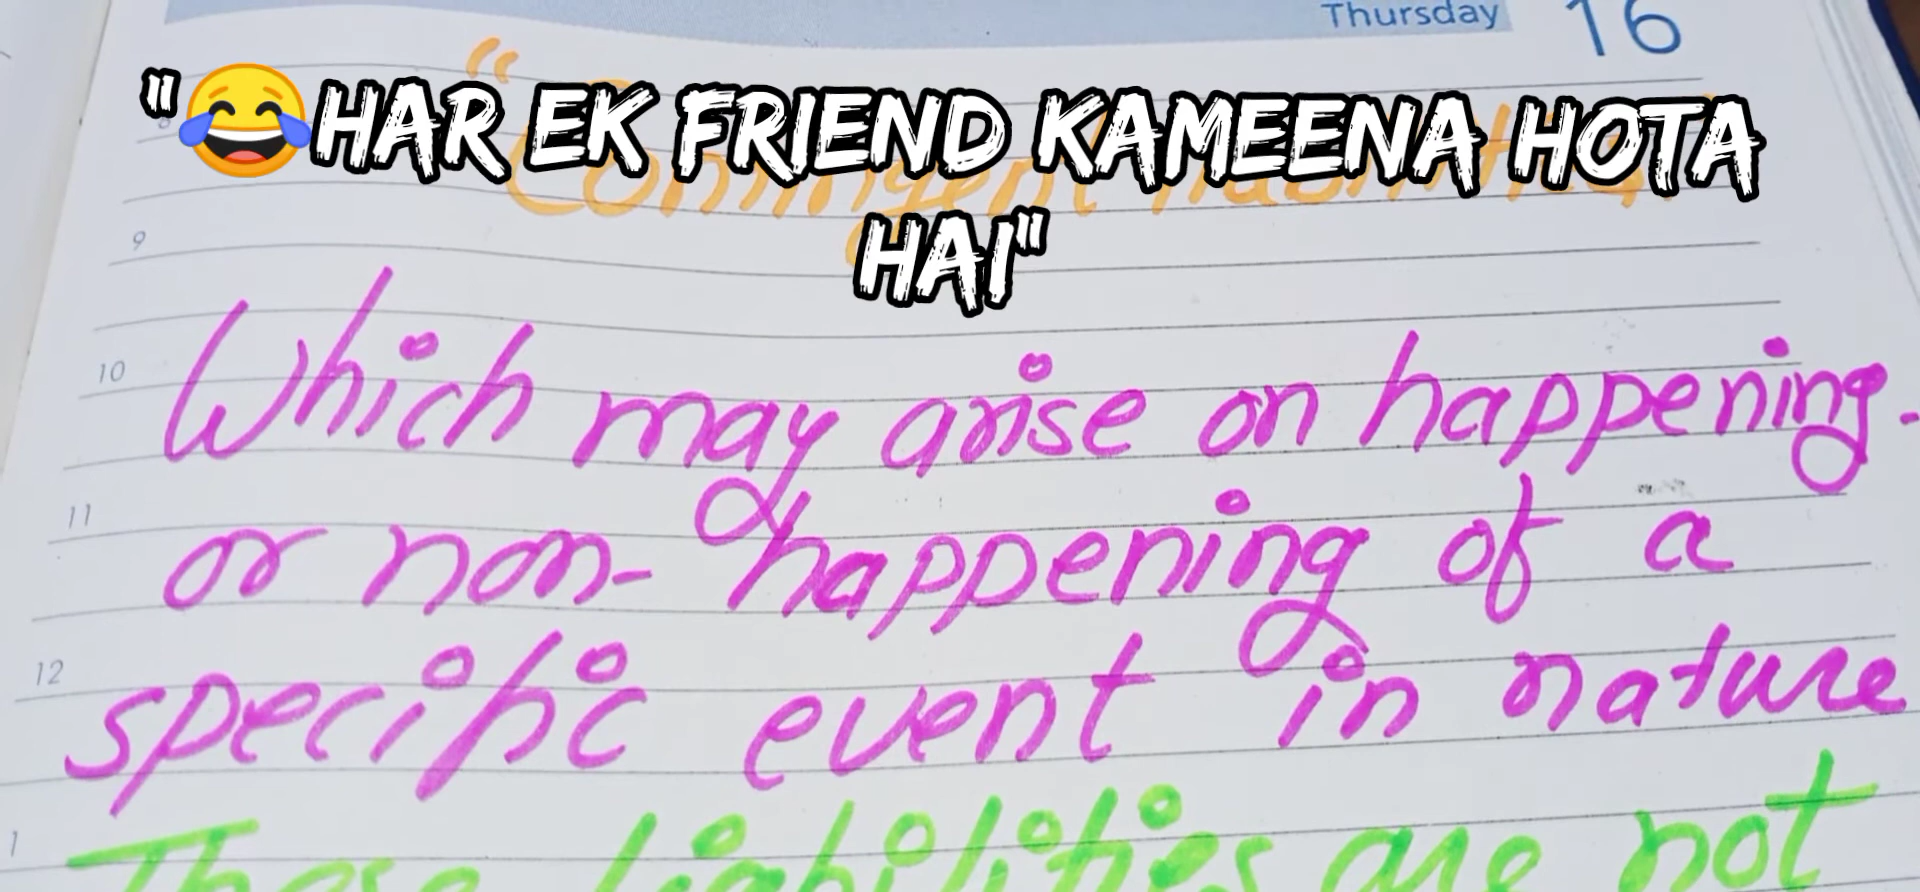 Thursday 16
"😂HAR EK FRIEND KAMEENA HOTA
HAI"
"Contingent
9
10
Which may arise on happening.
11
or non-happening of a
12
specific event in nature
1
These liabilities are not